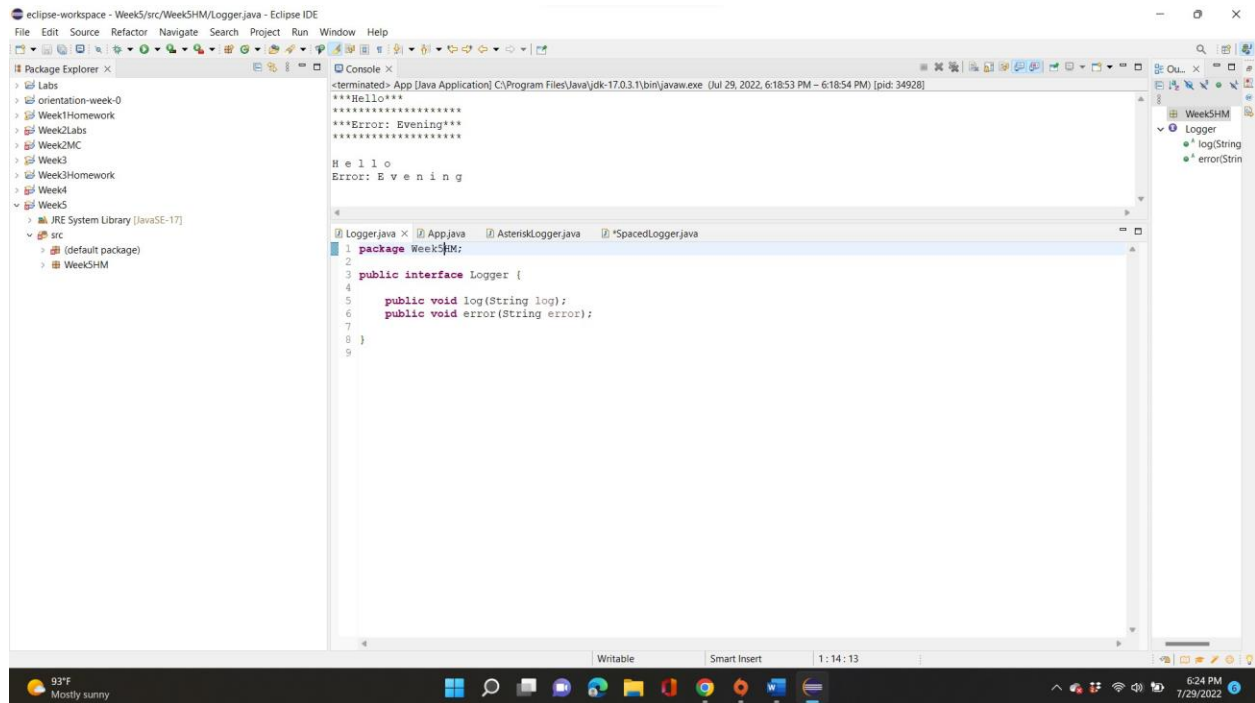 eclipse-workspace - Week5/src/Week5HM/Logger.java - Eclipse IDE
File Edit Source Refactor Navigate Search Project Run Window Help
Package Explorer
Labs
orientation-week-0
Week1Homework
Week2Labs
Week2MC
Week3
Week3Homework
Week4
Week5
JRE System Library [JavaSE-17]
src
(default package)
Week5HM
Console
<terminated> App [Java Application] C:\Program Files\Java\jdk-17.0.3.1\bin\javaw.exe (Jul 29, 2022, 6:18:53 PM – 6:18:54 PM) [pid: 34928]
***Hello***
********************
***Error: Evening***
********************
H e l l o
Error: E v e n i n g
Logger.java App.java AsteriskLogger.java *SpacedLogger.java
1 package Week5HM;
2
3 public interface Logger {
4
5 public void log(String log);
6 public void error(String error);
7
8 }
9
Ou...
Week5HM
Logger
log(String
error(Strin
Writable Smart Insert 1 : 14 : 13
93°F
Mostly sunny
6:24 PM
7/29/2022
6